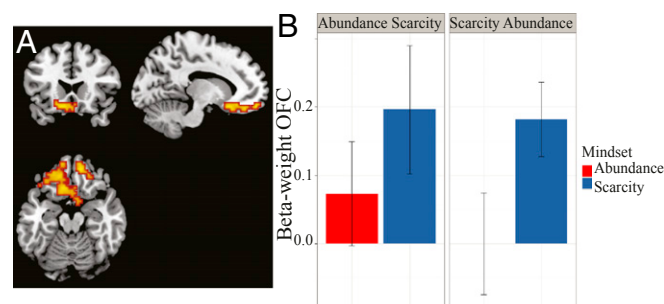 A
B
Abundance Scarcity
Scarcity Abundance
Beta-weight OFC
0.2
0.1
0.0
Mindset
Abundance
Scarcity